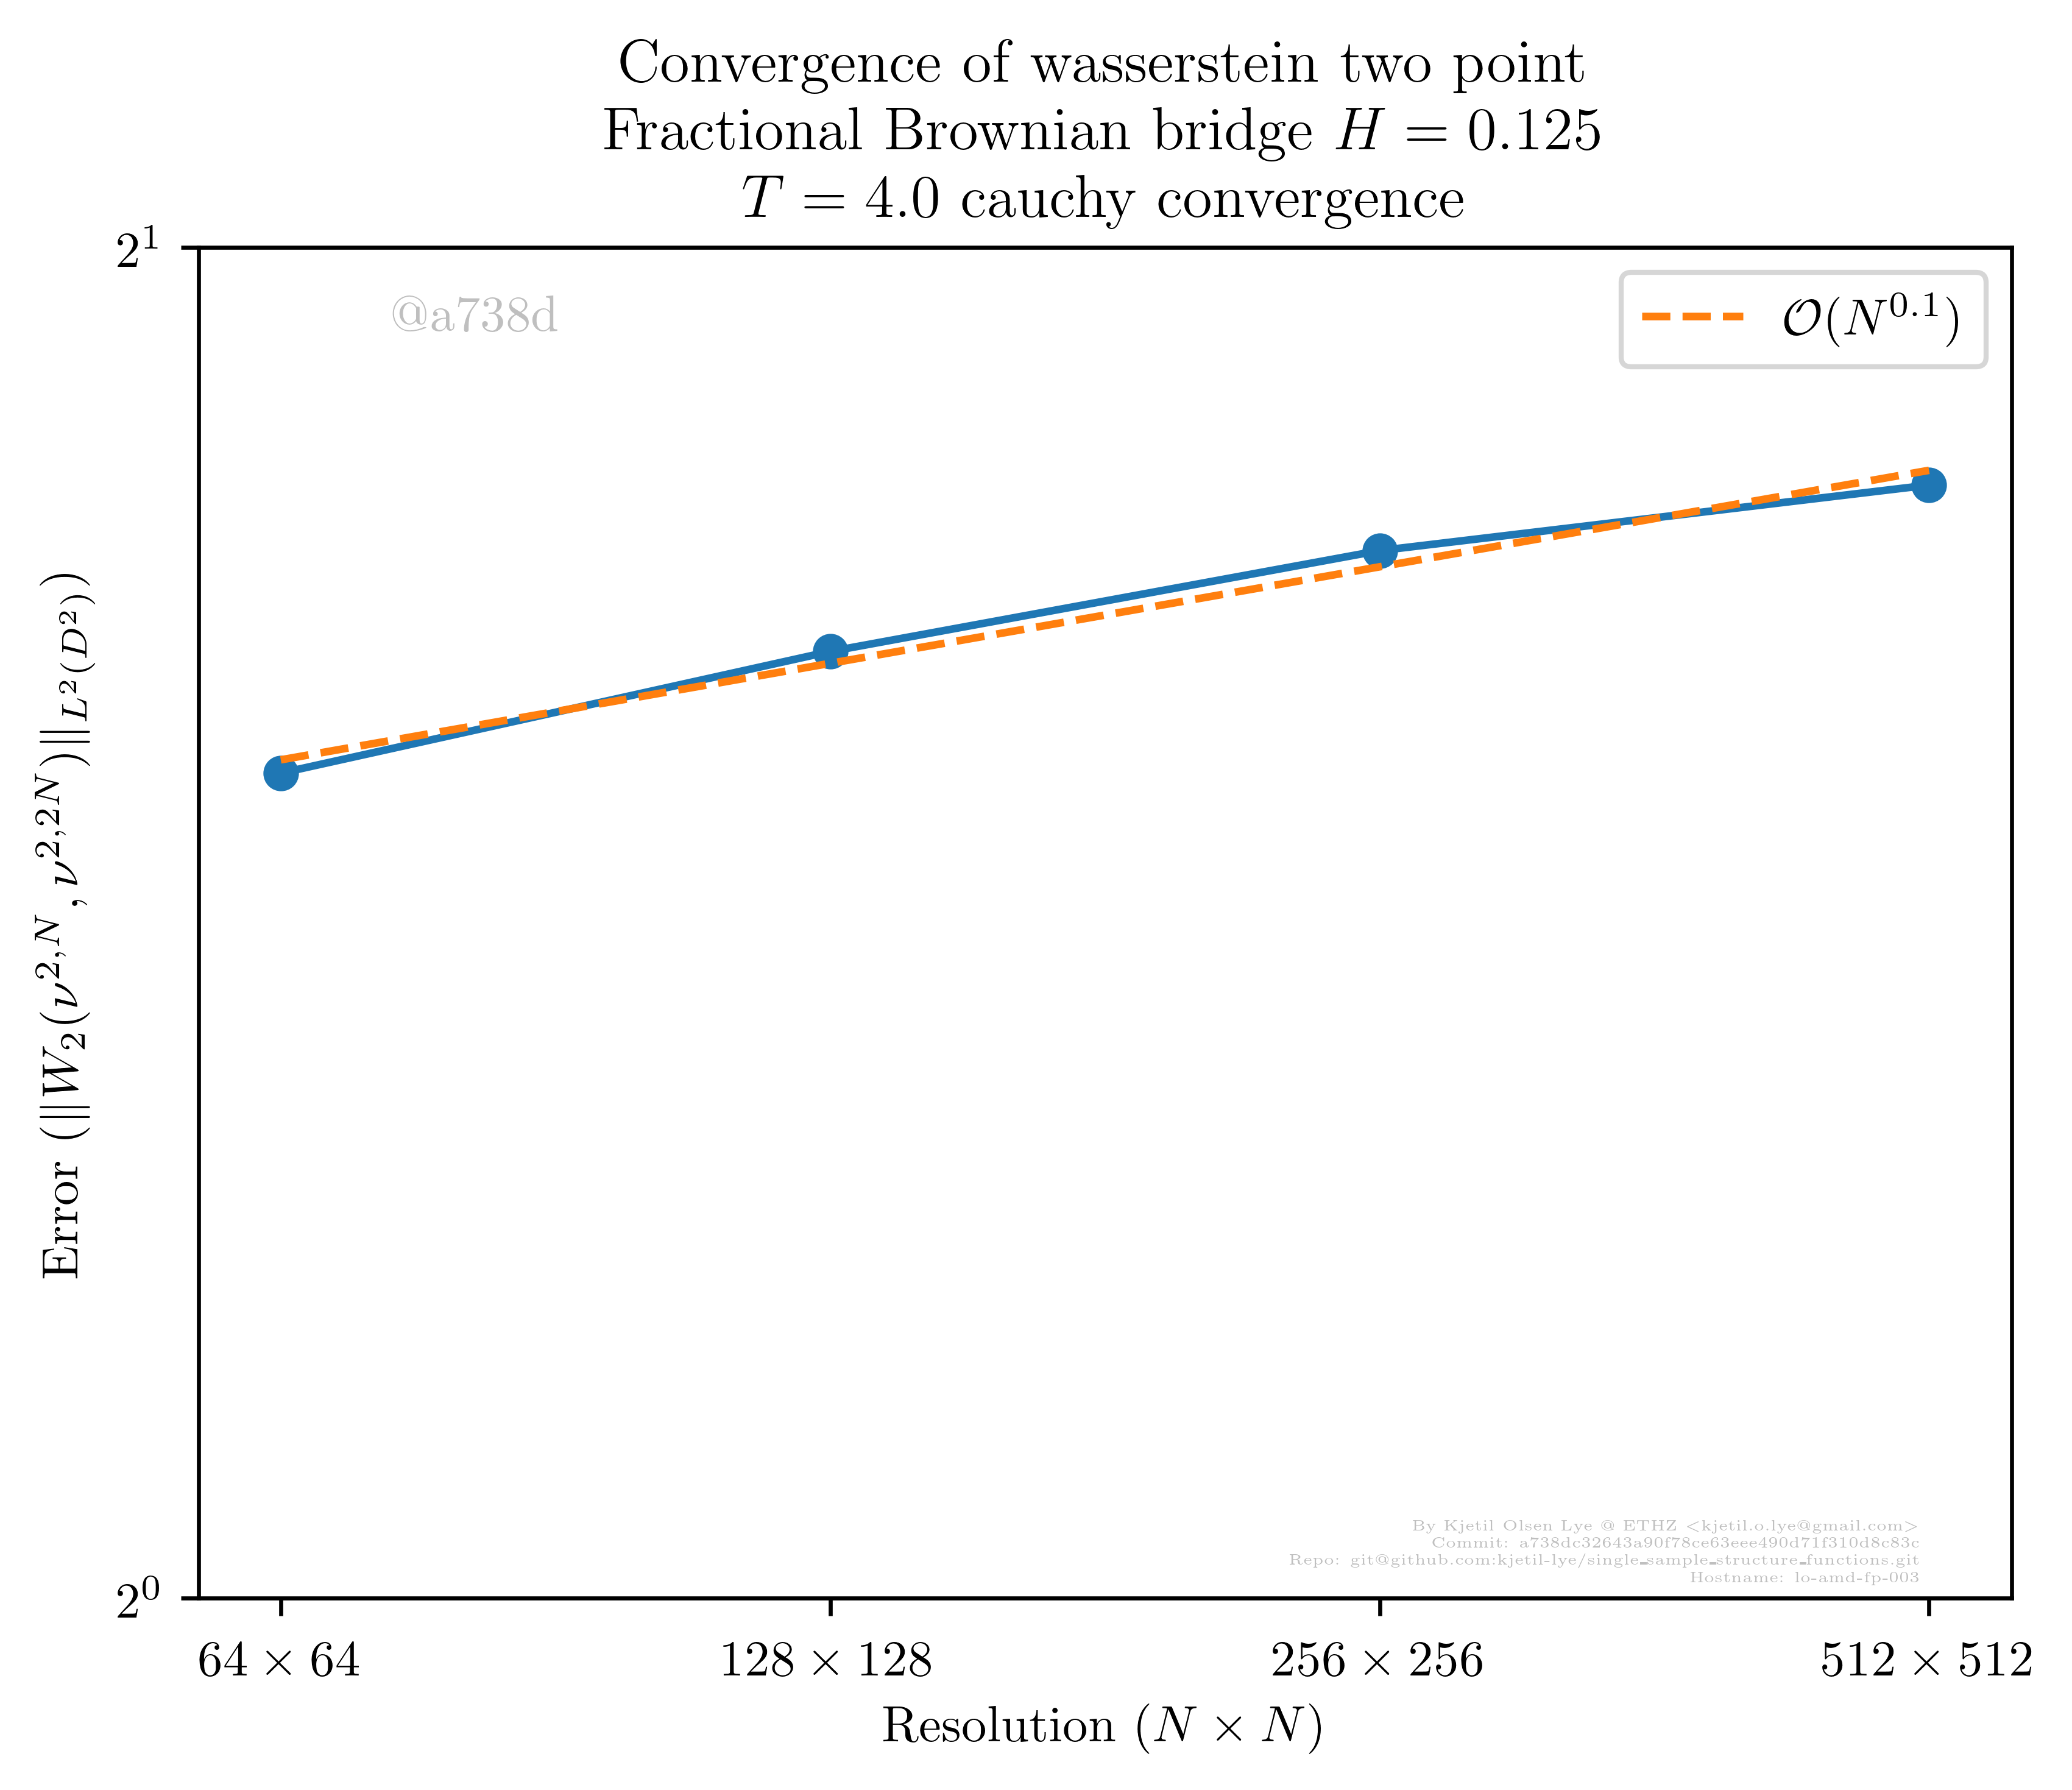 Convergence of wasserstein two point
Fractional Brownian bridge H = 0.125
T = 4.0 cauchy convergence
2^1
@a738d
O(N^{0.1})
Error (||W_2(ν^{2,N}, ν^{2,2N})||_{L^2(D^2)})
By Kjetil Olsen Lye @ ETHZ <kjetil.o.lye@gmail.com>
Commit: a738dc32643a90f78ce63eee490d71f310d8c83c
Repo: git@github.com:kjetil-lye/single_sample_structure_functions.git
Hostname: lo-amd-fp-003
2^0
64 × 64
128 × 128
256 × 256
512 × 512
Resolution (N × N)